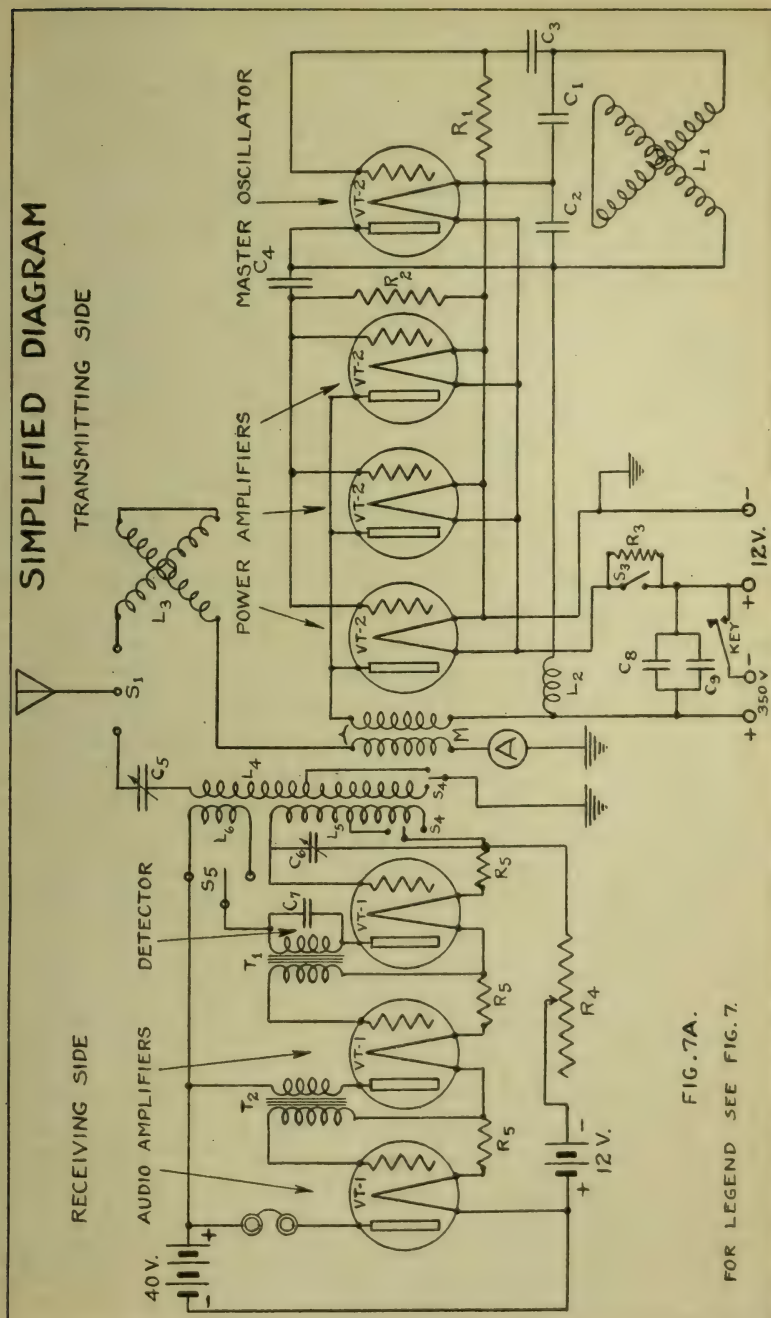 SIMPLIFIED DIAGRAM
TRANSMITTING SIDE
RECEIVING SIDE
MASTER OSCILLATOR
POWER AMPLIFIERS
DETECTOR
AUDIO AMPLIFIERS
S1
L3
C5
L4
L6
S5
C7
T1
T2
C6
L5
S4
S4
40 V.
+
-
VT-1
VT-1
VT-1
R5
R5
R5
R4
-
+
12 V.
M
A
VT-2
VT-2
VT-2
VT-2
C4
R2
R1
C3
C1
C2
L1
L2
S3
R3
C8
C9
KEY
+
-
350 V
+
-
12V.
FIG. 7A.
FOR LEGEND SEE FIG. 7.